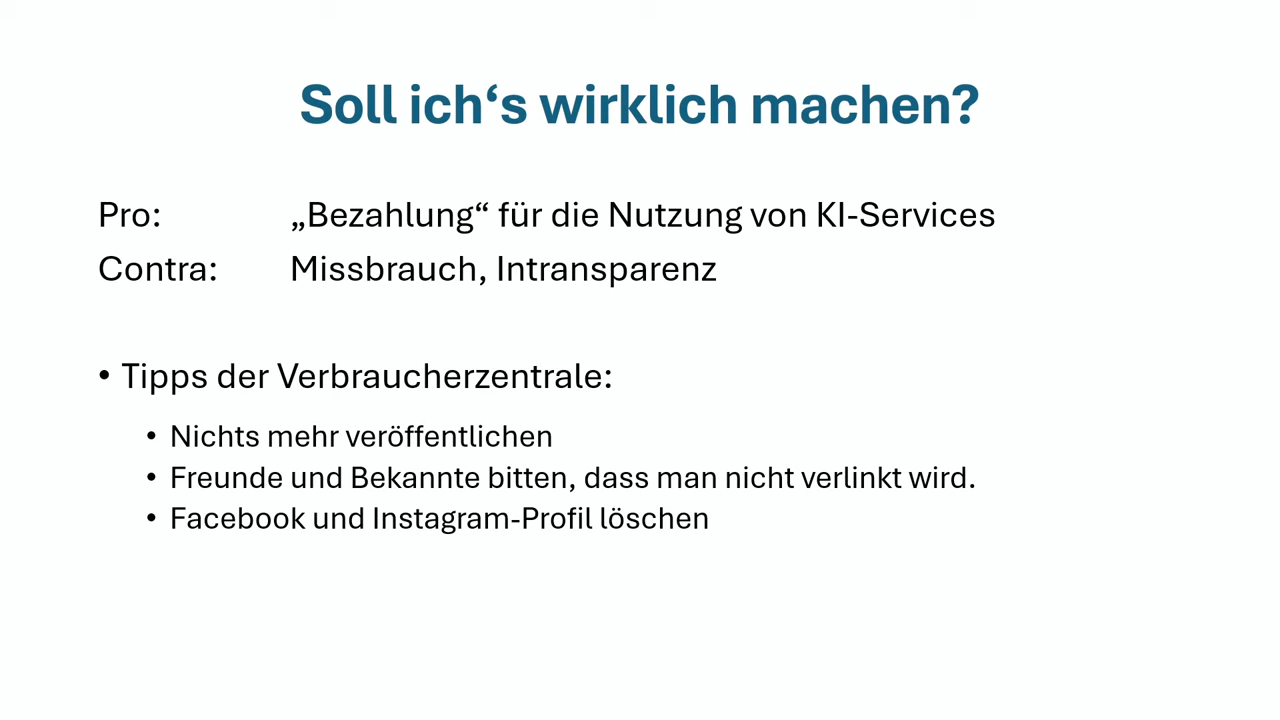 Soll ich‘s wirklich machen?
Pro: „Bezahlung“ für die Nutzung von KI-Services
Contra: Missbrauch, Intransparenz
• Tipps der Verbraucherzentrale:
• Nichts mehr veröffentlichen
• Freunde und Bekannte bitten, dass man nicht verlinkt wird.
• Facebook und Instagram-Profil löschen